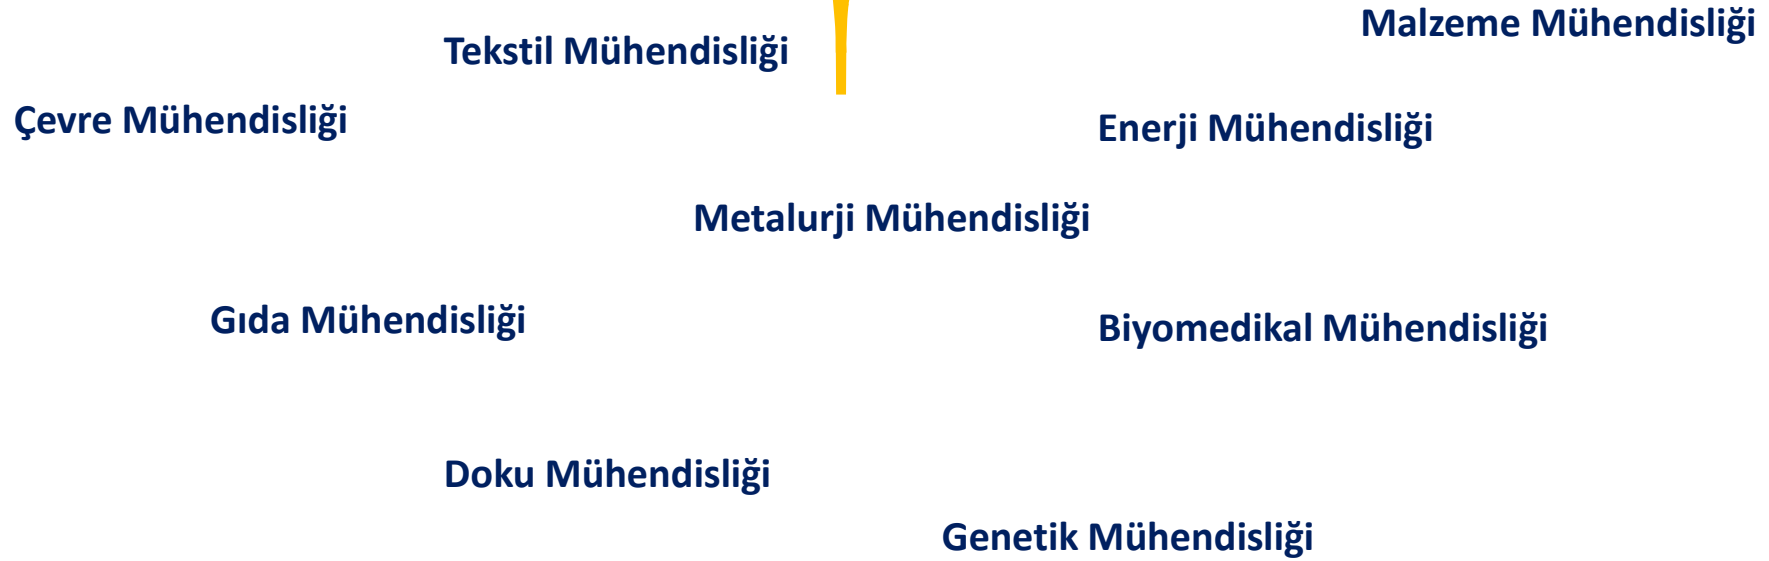 Malzeme Mühendisliği
Tekstil Mühendisliği
Çevre Mühendisliği
Enerji Mühendisliği
Metalurji Mühendisliği
Gıda Mühendisliği
Biyomedikal Mühendisliği
Doku Mühendisliği
Genetik Mühendisliği